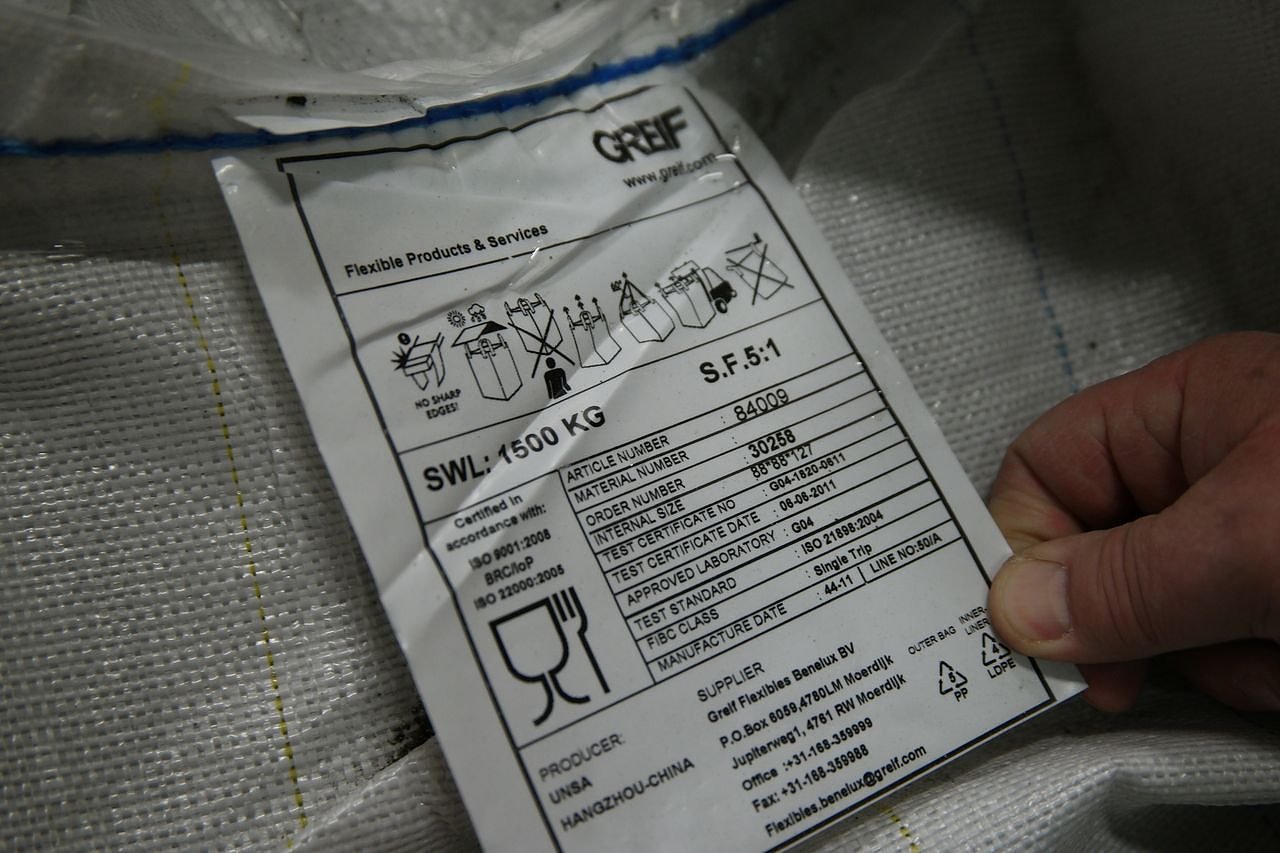 GREIF
www.greif.com
Flexible Products & Services
60°
NO SHARP
EDGES!
SWL: 1500 KG
S.F.5:1
Certified in
accordance with:
ISO 9001:2008
BRC/IoP
ISO 22000:2005
ARTICLE NUMBER : 84009
MATERIAL NUMBER
ORDER NUMBER : 30258
INTERNAL SIZE 88*88*127
TEST CERTIFICATE NO : G04-1820-0611
TEST CERTIFICATE DATE : 06-06-2011
APPROVED LABORATORY : G04
TEST STANDARD : ISO 21898:2004
FIBC CLASS : Single Trip
MANUFACTURE DATE 44-11 LINE NO:50/A
PRODUCER:
UNSA
HANGZHOU-CHINA
SUPPLIER
Greif Flexibles Benelux BV
P.O.Box 6059,4780LM Moerdijk
Jupiterweg1, 4761 RW Moerdijk
Office :+31-168-359999
Fax: +31-168-359988
Flexibles.benelux@greif.com
OUTER BAG
5
PP
INNER-
LINER
4
LDPE